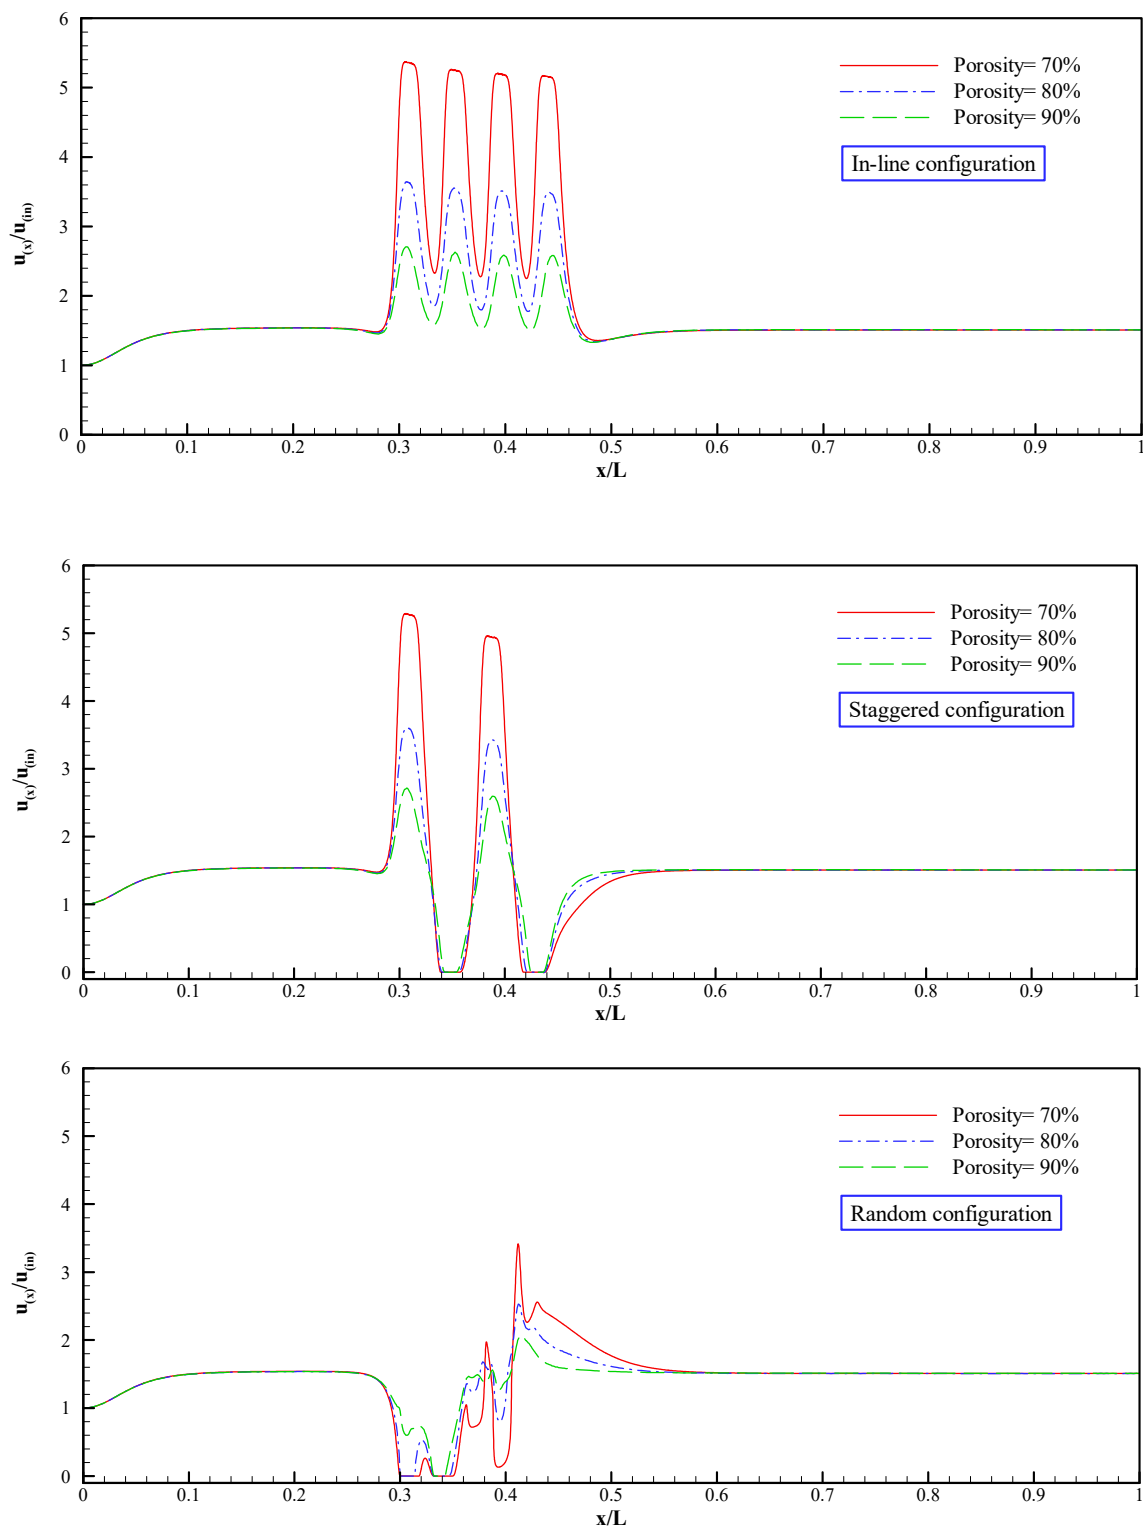 6
5
4
3
2
1
0
u(x)/u(in)
Porosity= 70%
Porosity= 80%
Porosity= 90%
In-line configuration
0 0.1 0.2 0.3 0.4 0.5 0.6 0.7 0.8 0.9 1
x/L
6
5
4
3
2
1
0
u(x)/u(in)
Porosity= 70%
Porosity= 80%
Porosity= 90%
Staggered configuration
0 0.1 0.2 0.3 0.4 0.5 0.6 0.7 0.8 0.9 1
x/L
6
5
4
3
2
1
0
u(x)/u(in)
Porosity= 70%
Porosity= 80%
Porosity= 90%
Random configuration
0 0.1 0.2 0.3 0.4 0.5 0.6 0.7 0.8 0.9 1
x/L